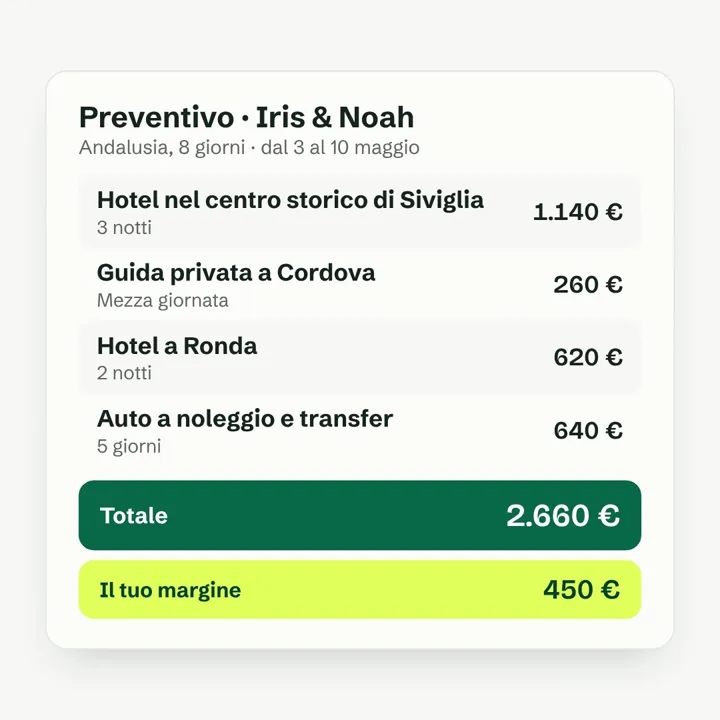 Preventivo · Iris & Noah
Andalusia, 8 giorni · dal 3 al 10 maggio
Hotel nel centro storico di Siviglia
3 notti
1.140 €
Guida privata a Cordova
Mezza giornata
260 €
Hotel a Ronda
2 notti
620 €
Auto a noleggio e transfer
5 giorni
640 €
Totale
2.660 €
Il tuo margine
450 €